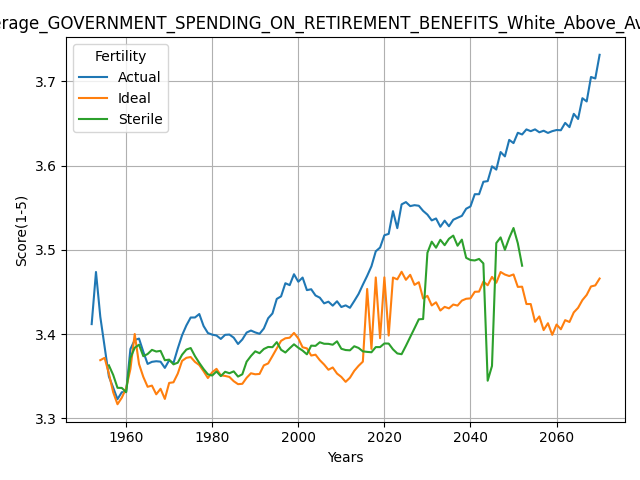 erage_GOVERNMENT_SPENDING_ON_RETIREMENT_BENEFITS_White_Above_Av
Fertility
Actual
Ideal
Sterile
3.7
3.6
3.5
3.4
3.3
Score(1-5)
1960 1980 2000 2020 2040 2060
Years